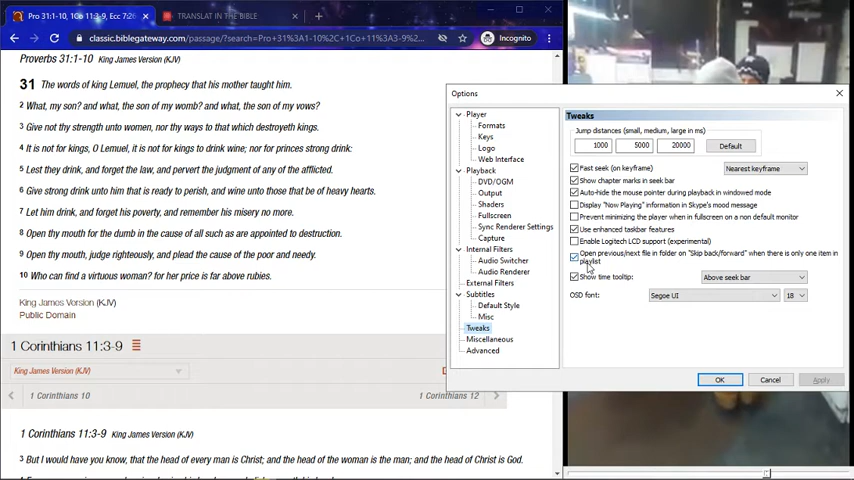 Pro 31:1-10, 1Co 11:3-9, Ecc 7:26
TRANSLAT IN THE BIBLE
classic.biblegateway.com/passage/?search=Pro+31%3A1-10%2C+1Co+11%3A3-9%2C...
Incognito
Proverbs 31:1-10 King James Version (KJV)
31 The words of king Lemuel, the prophecy that his mother taught him.
2 What, my son? and what, the son of my womb? and what, the son of my vows?
3 Give not thy strength unto women, nor thy ways to that which destroyeth kings.
4 It is not for kings, O Lemuel, it is not for kings to drink wine; nor for princes strong drink:
5 Lest they drink, and forget the law, and pervert the judgment of any of the afflicted.
6 Give strong drink unto him that is ready to perish, and wine unto those that be of heavy hearts.
7 Let him drink, and forget his poverty, and remember his misery no more.
8 Open thy mouth for the dumb in the cause of all such as are appointed to destruction.
9 Open thy mouth, judge righteously, and plead the cause of the poor and needy.
10 Who can find a virtuous woman? for her price is far above rubies.
King James Version (KJV)
Public Domain
1 Corinthians 11:3-9
King James Version (KJV)
1 Corinthians 10
1 Corinthians 12
1 Corinthians 11:3-9 King James Version (KJV)
3 But I would have you know, that the head of every man is Christ; and the head of the woman is the man; and the head of Christ is God.
Options
Player
Formats
Keys
Logo
Web Interface
Playback
DVD/OGM
Output
Shaders
Fullscreen
Sync Renderer Settings
Capture
Internal Filters
Audio Switcher
Audio Renderer
External Filters
Subtitles
Default Style
Misc
Tweaks
Miscellaneous
Advanced
Tweaks
Jump distances (small, medium, large in ms)
1000 5000 20000 Default
Fast seek (on keyframe) Nearest keyframe
Show chapter marks in seek bar
Auto-hide the mouse pointer during playback in windowed mode
Display "Now Playing" information in Skype's mood message
Prevent minimizing the player when in fullscreen on a non default monitor
Use enhanced taskbar features
Enable Logitech LCD support (experimental)
Open previous/next file in folder on "Skip back/forward" when there is only one item in
playlist
Show time tooltip: Above seek bar
OSD font: Segoe UI 18
OK Cancel Apply